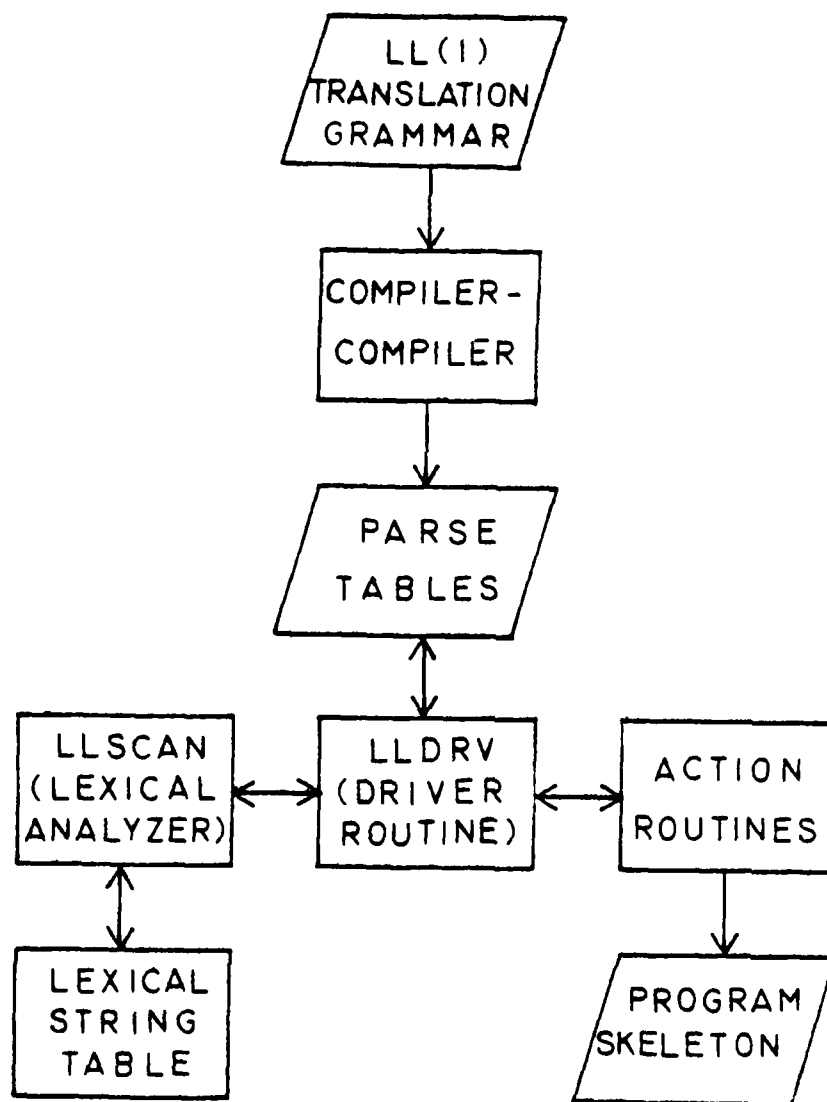 LL(1)
TRANSLATION
GRAMMAR
COMPILER-
COMPILER
PARSE
TABLES
LLSCAN
(LEXICAL
ANALYZER)
LLDRV
(DRIVER
ROUTINE)
ACTION
ROUTINES
LEXICAL
STRING
TABLE
PROGRAM
SKELETON